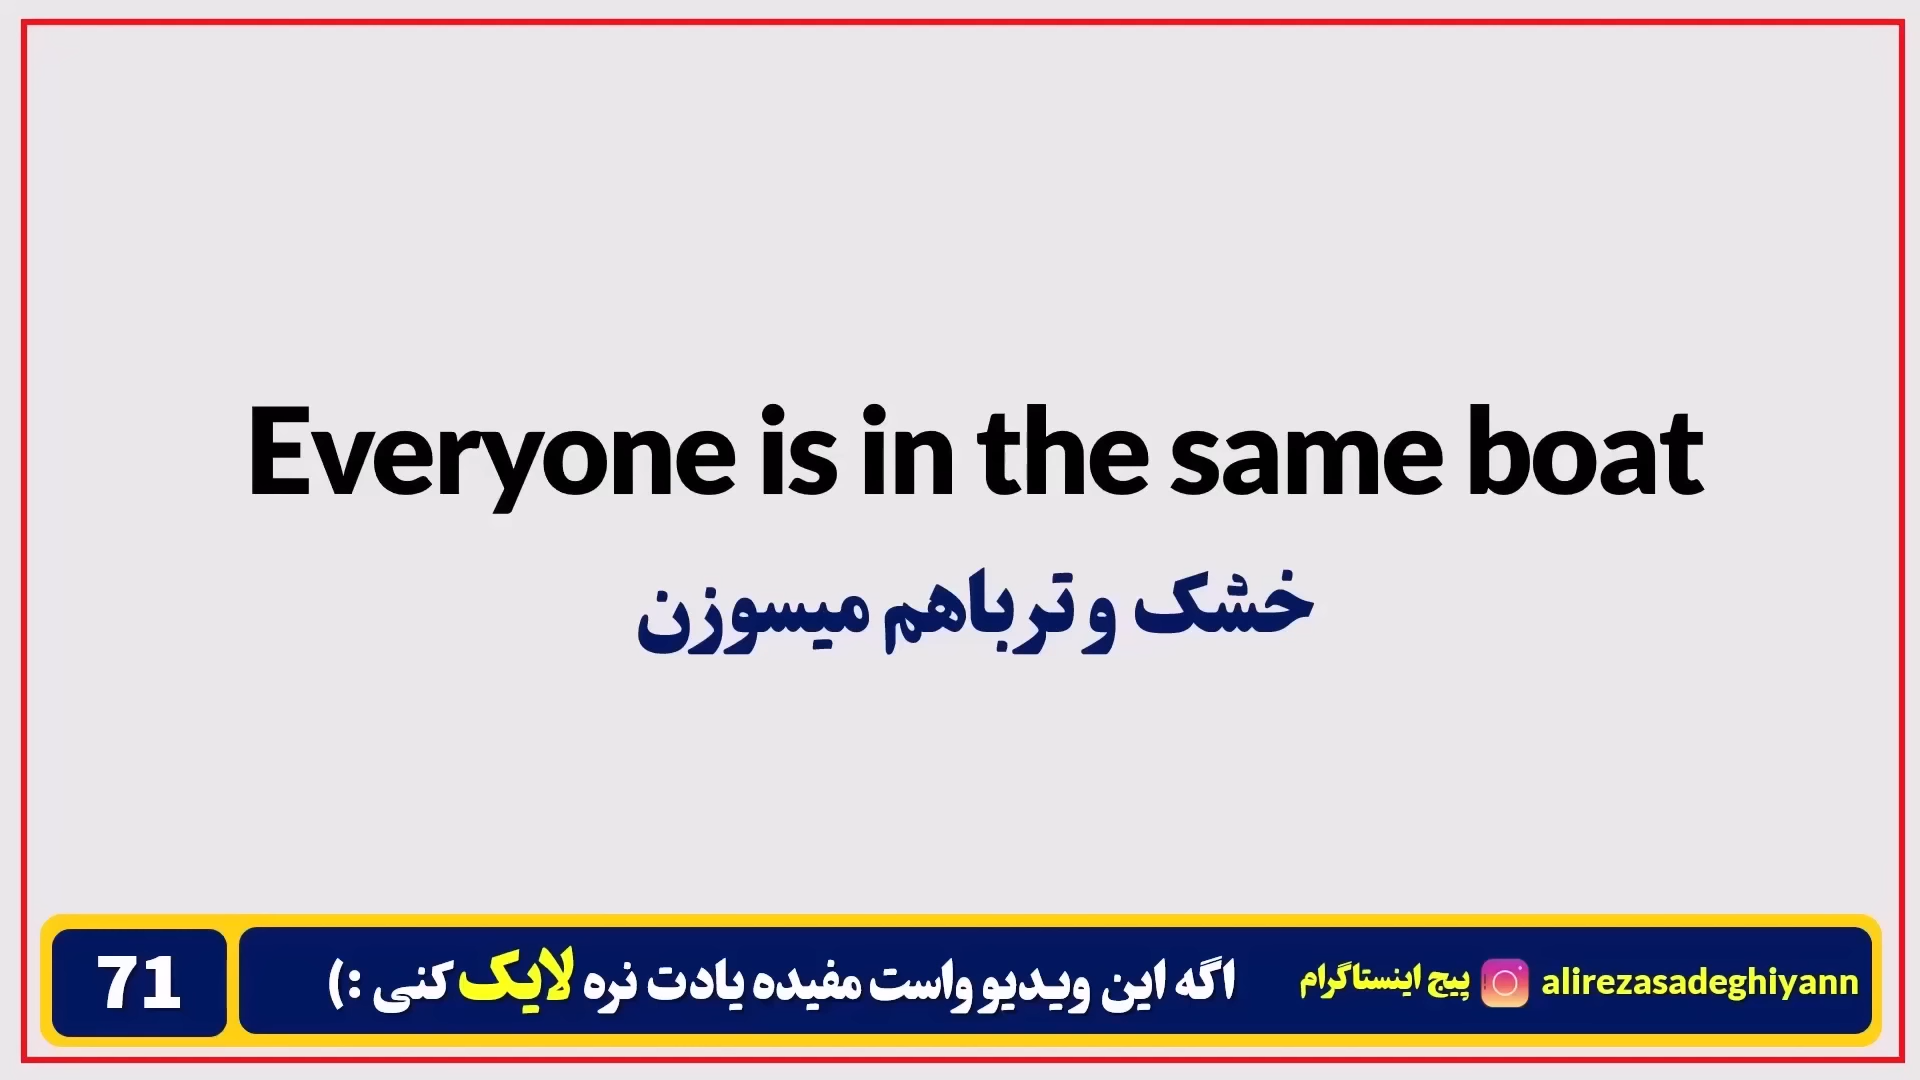 Everyone is in the same boat
خشک و تر باهم میسوزن
71
اگه این ویدیو واست مفیده یادت نره لایک کنی :)
پیج اینستاگرام
alirezasadeghiyann